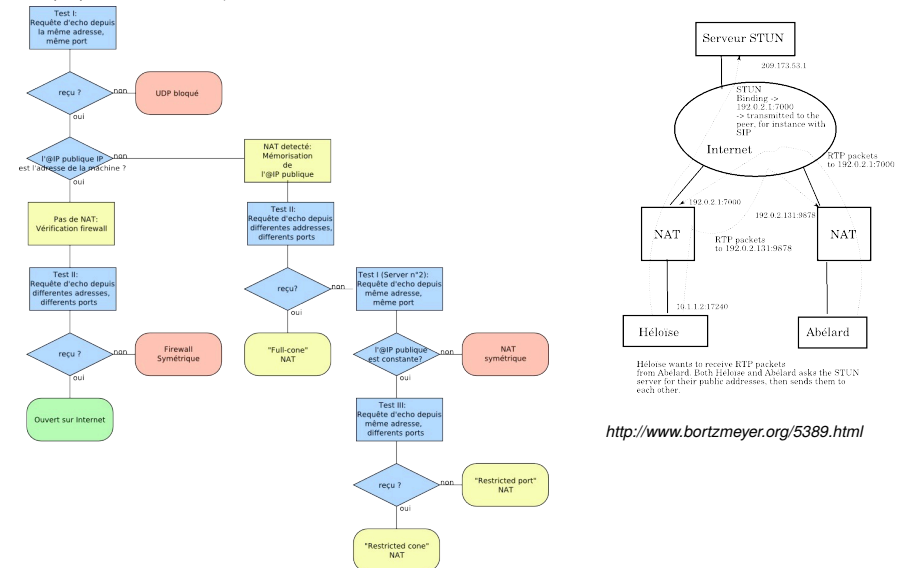 Test I:
Requête d'echo depuis
la même adresse,
même port
reçu ?
non
UDP bloqué
oui
l'@IP publique IP
est l'adresse de la machine ?
non
oui
NAT detecté:
Mémorisation
de
l'@IP publique
Pas de NAT:
Vérification firewall
Test II:
Requête d'echo depuis
differentes adresses,
differents ports
reçu ?
non
Firewall
Symétrique
oui
Ouvert sur Internet
Test II:
Requête d'echo depuis
differentes addresses,
differents ports
reçu?
non
oui
"Full-cone"
NAT
Test I (Server n°2):
Requête d'echo depuis
même adresse,
même port
l'@IP publique
est constante?
non
NAT
symétrique
oui
Test III:
Requête d'echo depuis
même adresse,
differents ports
reçu ?
non
"Restricted port"
NAT
oui
"Restricted cone"
NAT
Serveur STUN
209.173.53.1
STUN
Binding ->
192.0.2.1:7000
-> transmitted to the
peer, for instance with
SIP
Internet
RTP packets
to 192.0.2.1:7000
192.0.2.1:7000
192.0.2.131:9878
NAT
NAT
RTP packets
to 192.0.2.131:9878
10.1.1.2:17240
Héloïse
Abélard
Héloïse wants to receive RTP packets
from Abélard. Both Héloïse and Abélard asks the STUN
server for their public addresses, then sends them to
each other.
http://www.bortzmeyer.org/5389.html